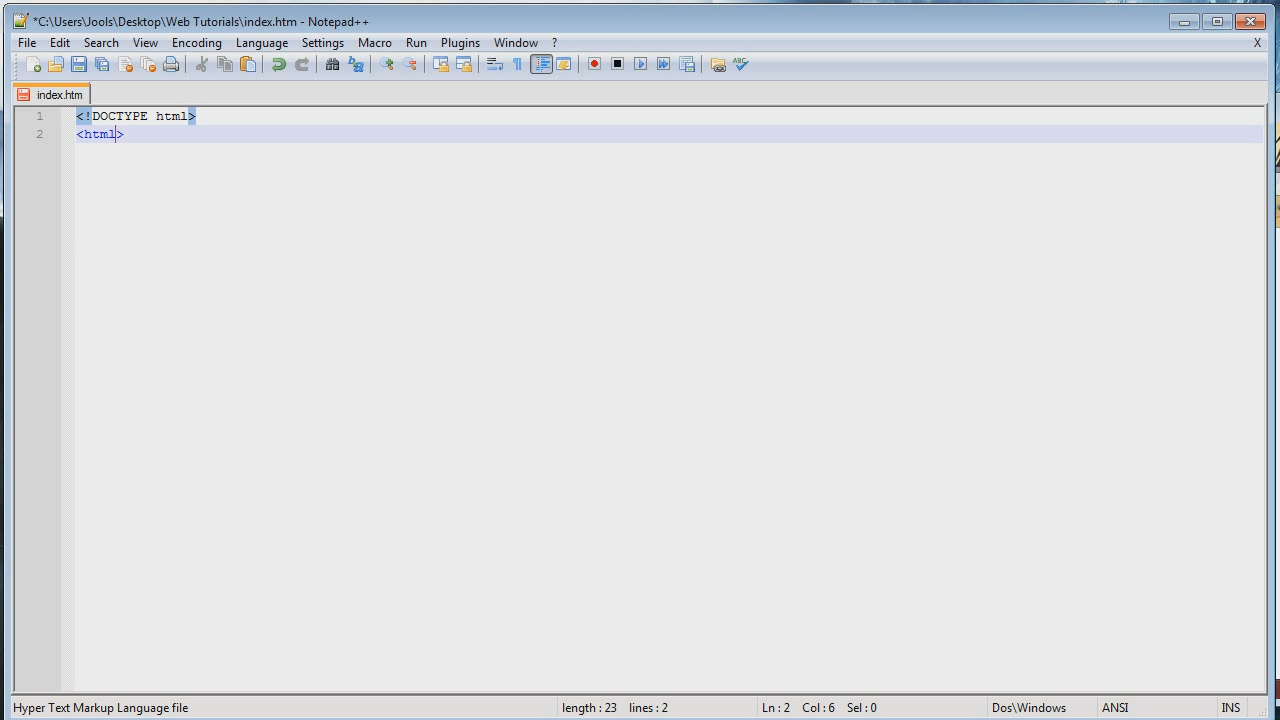 *C:\Users\Jools\Desktop\Web Tutorials\index.htm - Notepad++
File Edit Search View Encoding Language Settings Macro Run Plugins Window ? X
ABC
index.htm
1 <!DOCTYPE html>
2 <html>
Hyper Text Markup Language file length : 23 lines : 2 Ln : 2 Col : 6 Sel : 0 Dos\Windows ANSI INS